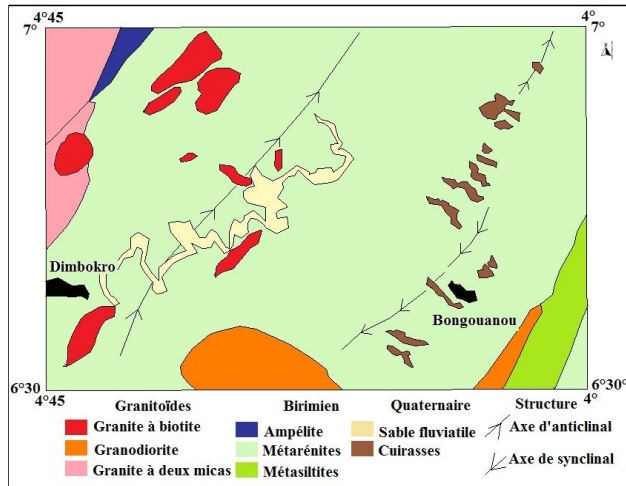 4°45
4°
7°
7°
Dimbokro
Bongouanou
6°30
6°30'
4°45
4°
Granitoïdes Birimien Quaternaire Structure
Granite à biotite Ampélite Sable fluviatile Axe d'anticlinal
Granodiorite Métarénites Cuirasses
Granite à deux micas Métasiltites Axe de synclinal